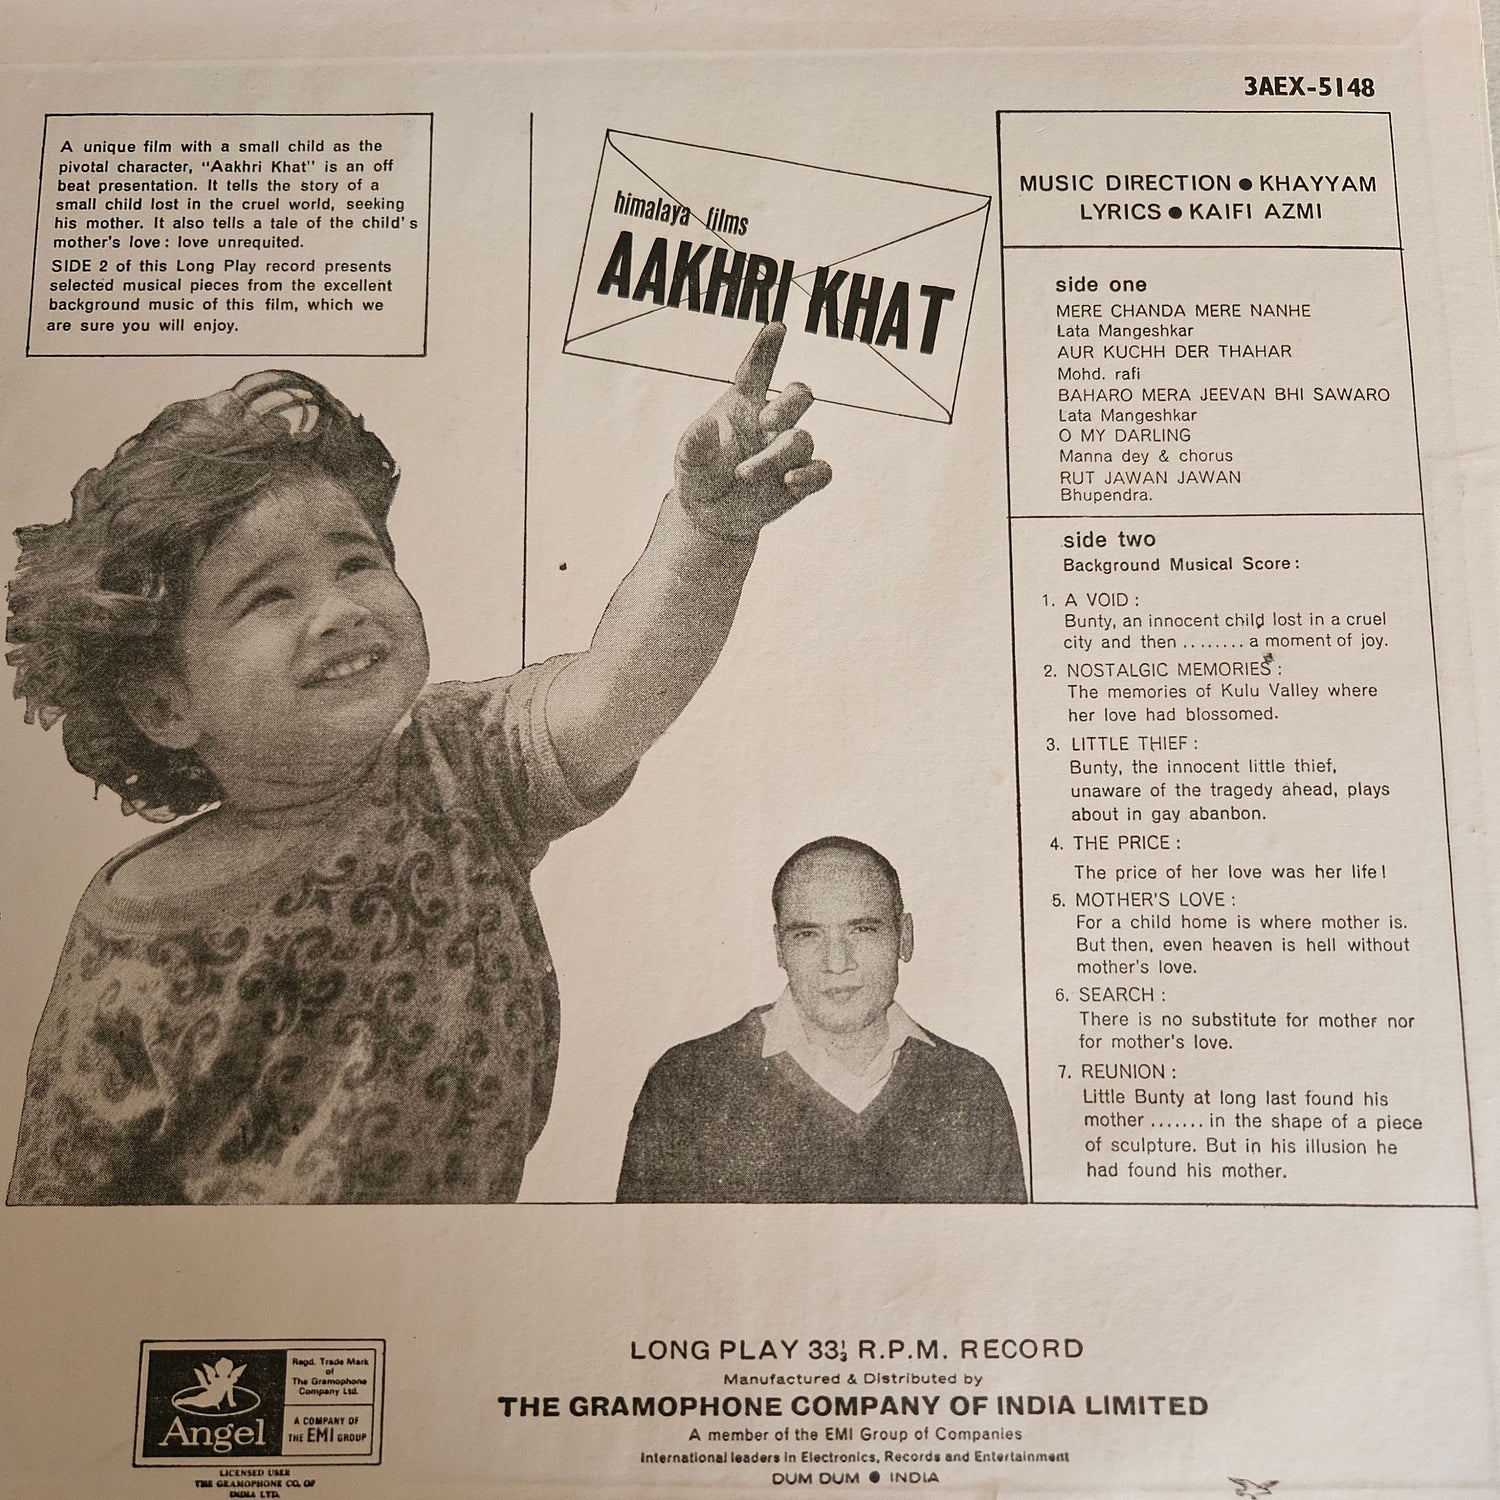 3AEX-5148
A unique film with a small child as the
pivotal character, "Aakhri Khat" is an off
beat presentation. It tells the story of a
small child lost in the cruel world, seeking
his mother. It also tells a tale of the child's
mother's love : love unrequited.
SIDE 2 of this Long Play record presents
selected musical pieces from the excellent
background music of this film, which we
are sure you will enjoy.
himalaya films
AAKHRI KHAT
MUSIC DIRECTION ● KHAYYAM
LYRICS ● KAIFI AZMI
side one
MERE CHANDA MERE NANHE
Lata Mangeshkar
AUR KUCHH DER THAHAR
Mohd. rafi
BAHARO MERA JEEVAN BHI SAWARO
Lata Mangeshkar
O MY DARLING
Manna dey & chorus
RUT JAWAN JAWAN
Bhupendra.
side two
Background Musical Score :
1. A VOID :
Bunty, an innocent child lost in a cruel
city and then ........ a moment of joy.
2. NOSTALGIC MEMORIES :
The memories of Kulu Valley where
her love had blossomed.
3. LITTLE THIEF :
Bunty, the innocent little thief,
unaware of the tragedy ahead, plays
about in gay abanbon.
4. THE PRICE :
The price of her love was her life !
5. MOTHER'S LOVE :
For a child home is where mother is.
But then, even heaven is hell without
mother's love.
6. SEARCH :
There is no substitute for mother nor
for mother's love.
7. REUNION :
Little Bunty at long last found his
mother ....... in the shape of a piece
of sculpture. But in his illusion he
had found his mother.
Angel
Regd. Trade Mark
of
The Gramophone
Company Ltd.
A COMPANY OF
THE EMI GROUP
LICENSED USER
THE GRAMOPHONE CO. OF
INDIA LTD.
LONG PLAY 33⅓ R.P.M. RECORD
Manufactured & Distributed by
THE GRAMOPHONE COMPANY OF INDIA LIMITED
A member of the EMI Group of Companies
International leaders in Electronics, Records and Entertainment
DUM DUM ● INDIA